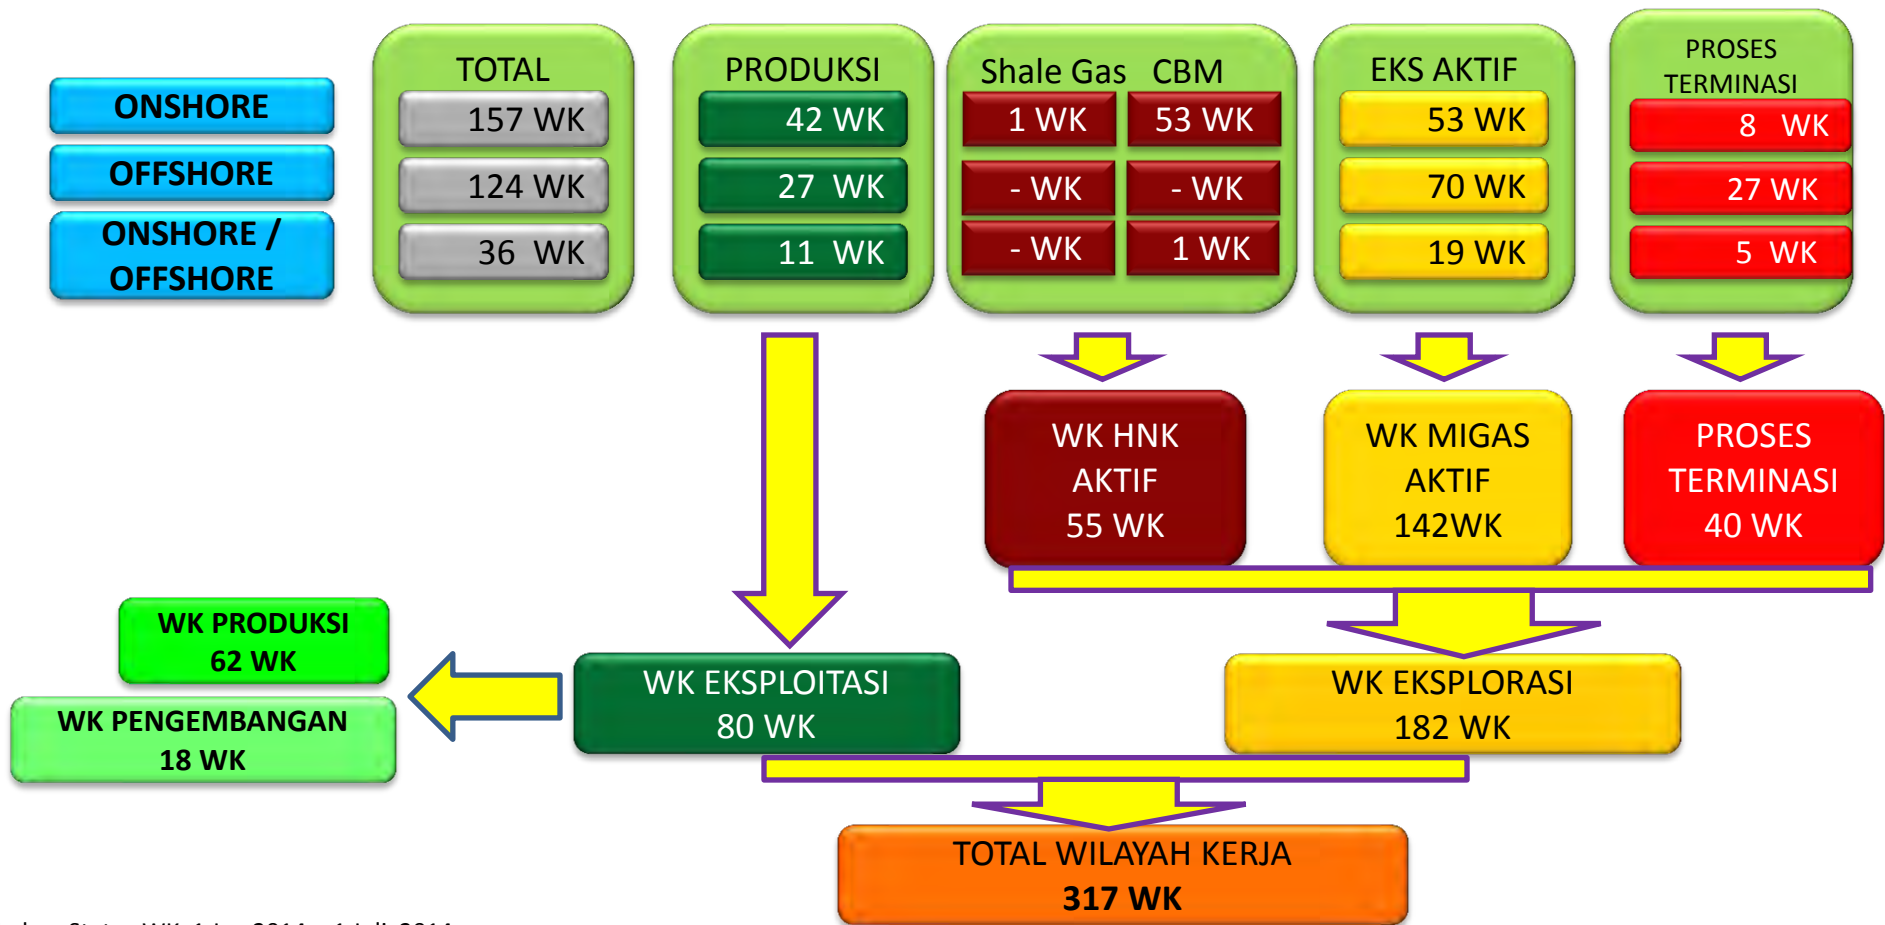 TOTAL
PRODUKSI
Shale Gas CBM
EKS AKTIF
PROSES
TERMINASI
ONSHORE
157 WK
42 WK
1 WK
53 WK
53 WK
8 WK
OFFSHORE
124 WK
27 WK
- WK
- WK
70 WK
27 WK
ONSHORE /
OFFSHORE
36 WK
11 WK
- WK
1 WK
19 WK
5 WK
WK HNK
AKTIF
55 WK
WK MIGAS
AKTIF
142WK
PROSES
TERMINASI
40 WK
WK PRODUKSI
62 WK
WK PENGEMBANGAN
18 WK
WK EKSPLOITASI
80 WK
WK EKSPLORASI
182 WK
TOTAL WILAYAH KERJA
317 WK